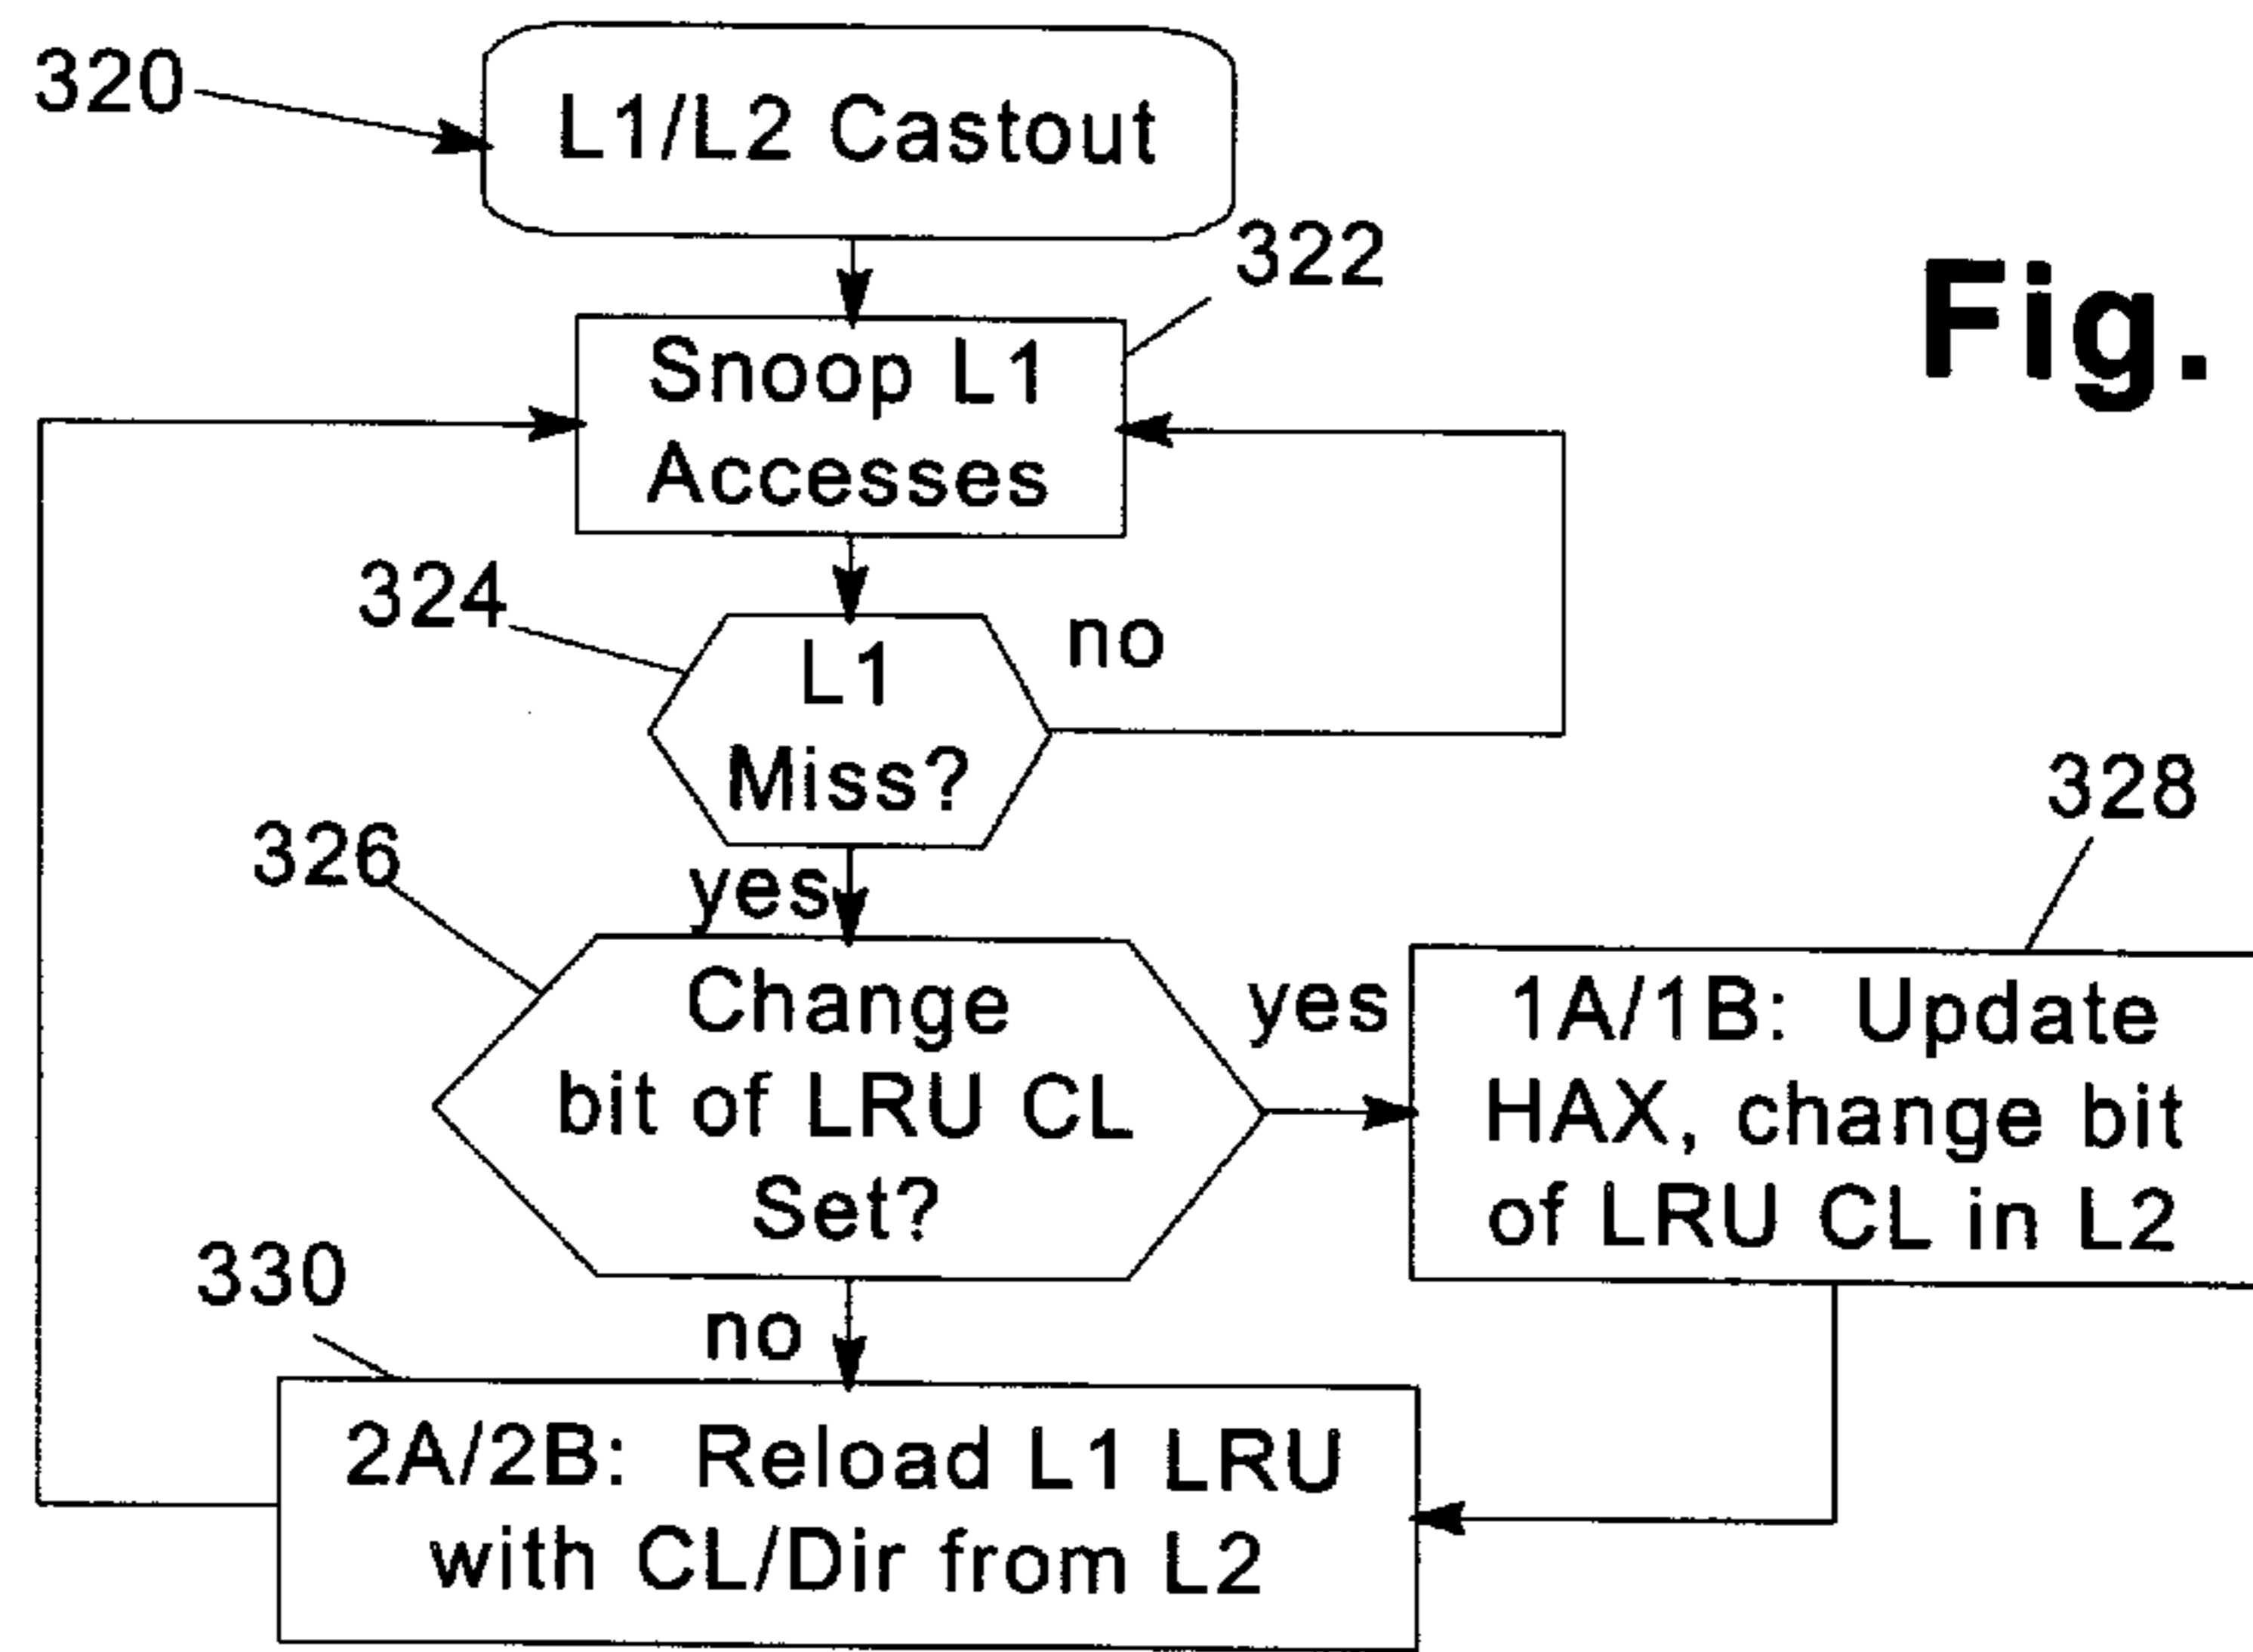 320
L1/L2 Castout
322
Fig.
Snoop L1
Accesses
324
L1
Miss?
no
yes
326
Change
bit of LRU CL
Set?
yes
328
1A/1B: Update
HAX, change bit
of LRU CL in L2
330
no
2A/2B: Reload L1 LRU
with CL/Dir from L2